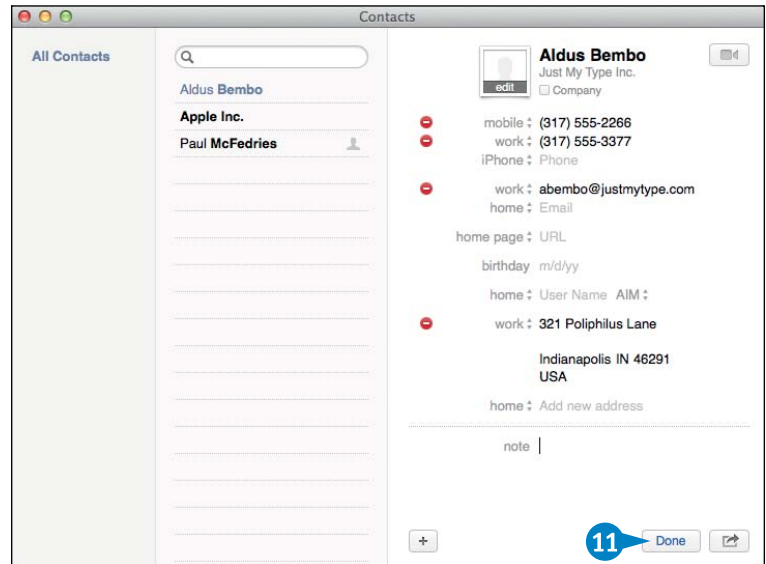 Contacts
All Contacts
Aldus Bembo
Apple Inc.
Paul McFedries
edit
Aldus Bembo
Just My Type Inc.
Company
mobile (317) 555-2266
work (317) 555-3377
iPhone Phone
work abembo@justmytype.com
home Email
home page URL
birthday m/d/yy
home User Name AIM
work 321 Poliphilus Lane
Indianapolis IN 46291
USA
home Add new address
note
+
11 Done